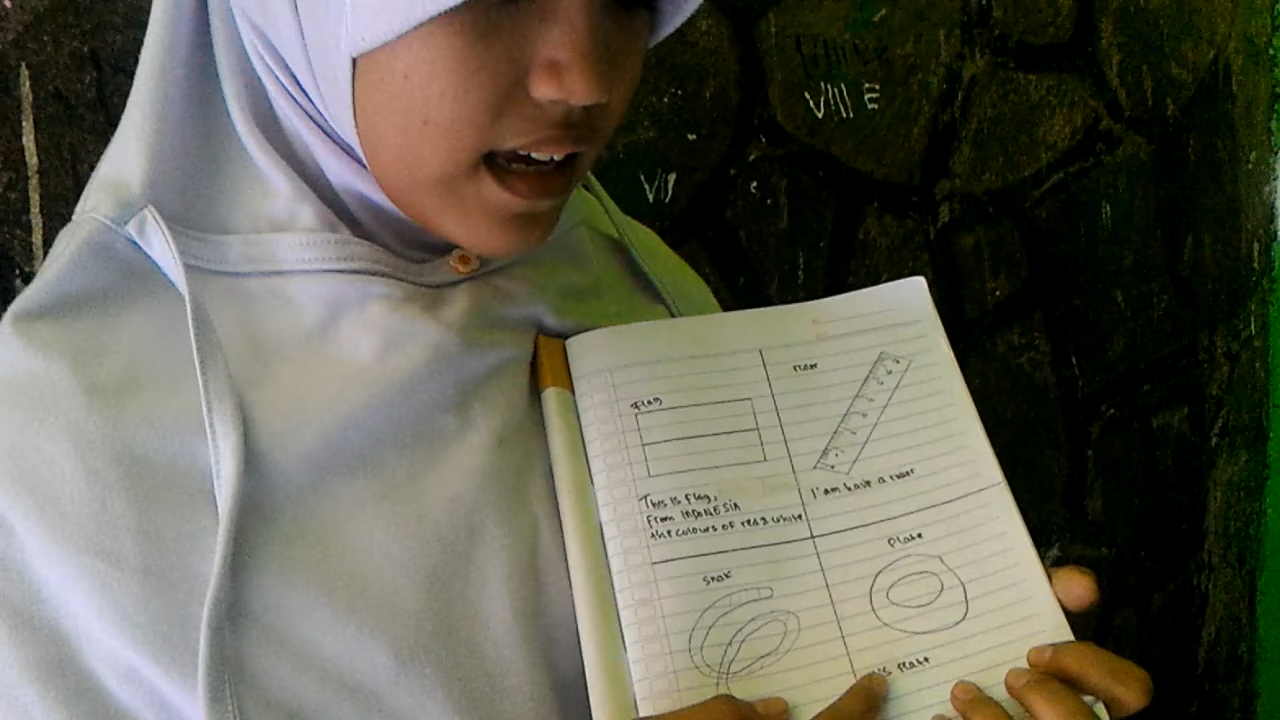 VIII E
VII
Flag
This is flag,
From INDONESIA
the colours of red & white
ruler
I'am have a ruler
Snak
Plate
is Plate